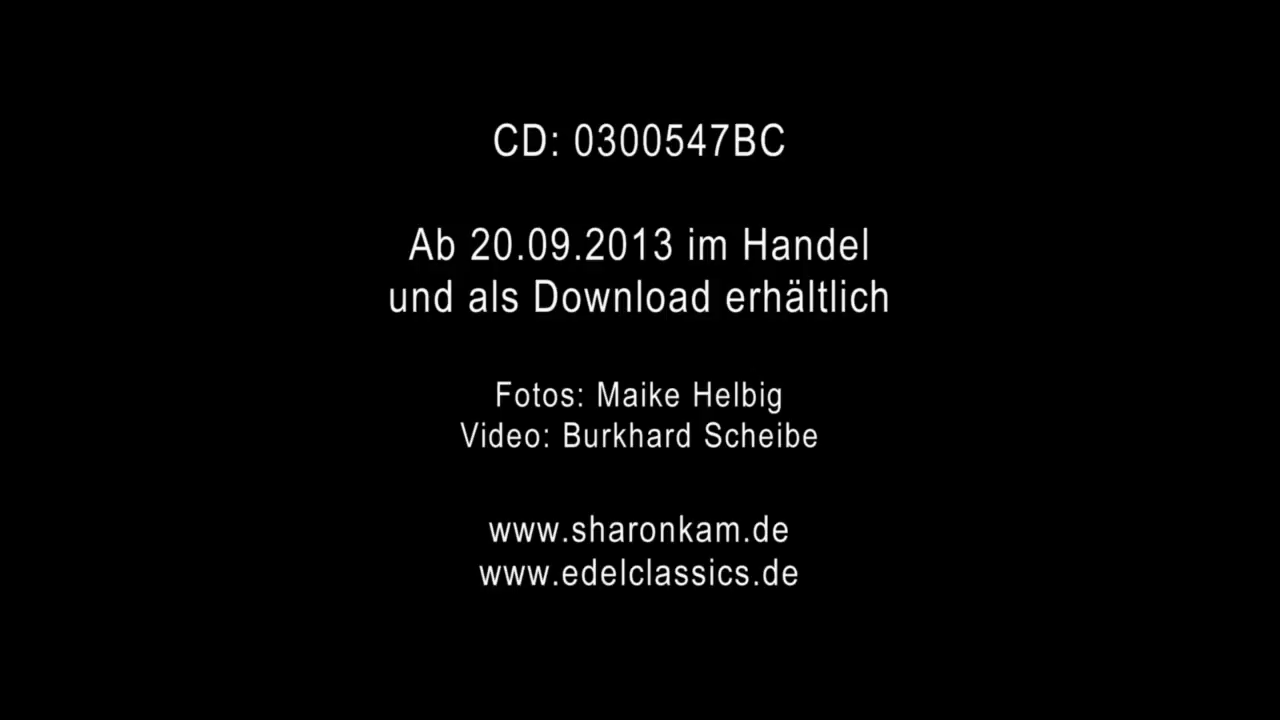 CD: 0300547BC
Ab 20.09.2013 im Handel
und als Download erhältlich
Fotos: Maike Helbig
Video: Burkhard Scheibe
www.sharonkam.de
www.edelclassics.de